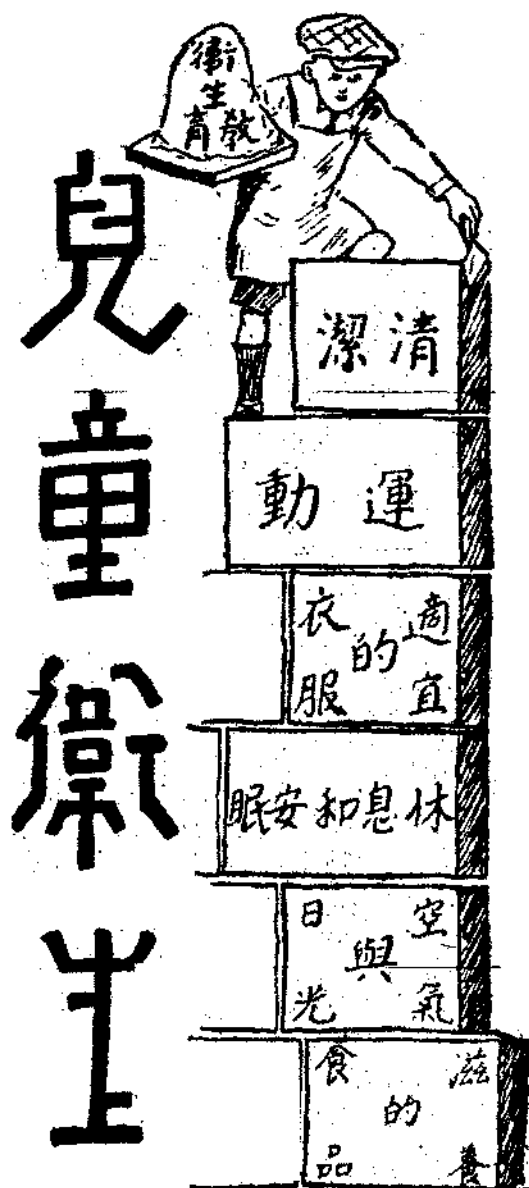 兒童衛生
衛生教育
清潔
運動
適宜的衣服
休息和安眠
空氣與日光
滋養的食品